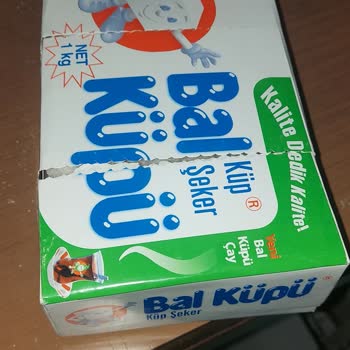 NET
1 kg
Bal
Küpü
Küp
Şeker
®
Kalite Dedik Kalite!
Yeni
Bal
Küpü
Çay
Bal Küpü®
Küp Şeker